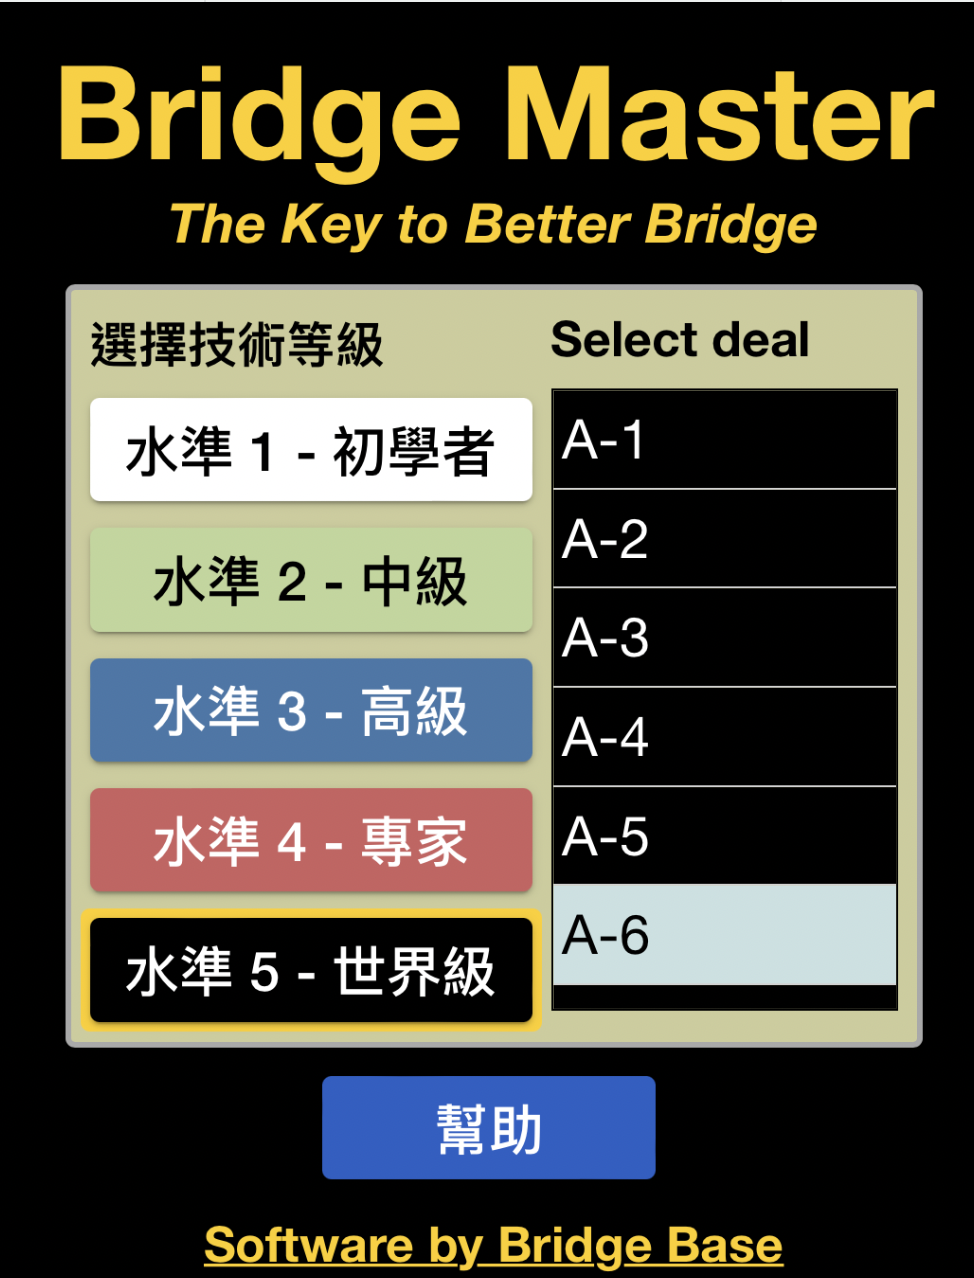 Bridge Master
The Key to Better Bridge
選擇技術等級
水準 1 - 初學者
水準 2 - 中級
水準 3 - 高級
水準 4 - 專家
水準 5 - 世界級
Select deal
A-1
A-2
A-3
A-4
A-5
A-6
幫助
Software by Bridge Base